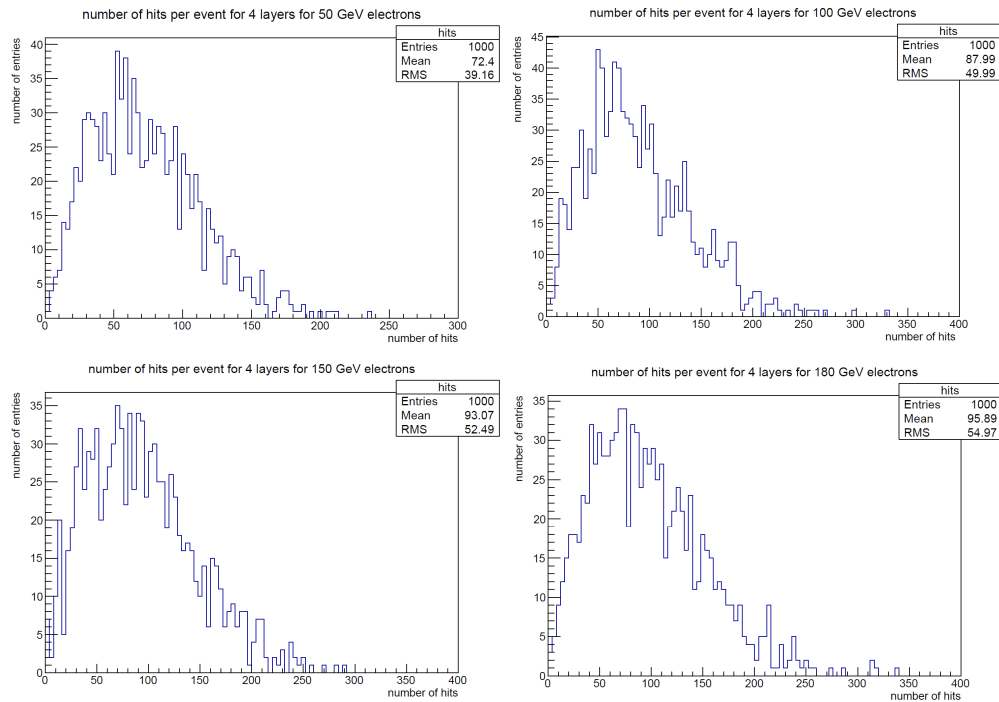 number of hits per event for 4 layers for 50 GeV electrons
hits
Entries 1000
Mean 72.4
RMS 39.16
number of entries
40
35
30
25
20
15
10
5
0
0 50 100 150 200 250 300
number of hits
number of hits per event for 4 layers for 100 GeV electrons
hits
Entries 1000
Mean 87.99
RMS 49.99
number of entries
45
40
35
30
25
20
15
10
5
0
0 50 100 150 200 250 300 350 400
number of hits
number of hits per event for 4 layers for 150 GeV electrons
hits
Entries 1000
Mean 93.07
RMS 52.49
number of entries
35
30
25
20
15
10
5
0
0 50 100 150 200 250 300 350 400
number of hits
number of hits per event for 4 layers for 180 GeV electrons
hits
Entries 1000
Mean 95.89
RMS 54.97
number of entries
35
30
25
20
15
10
5
0
0 50 100 150 200 250 300 350 400
number of hits